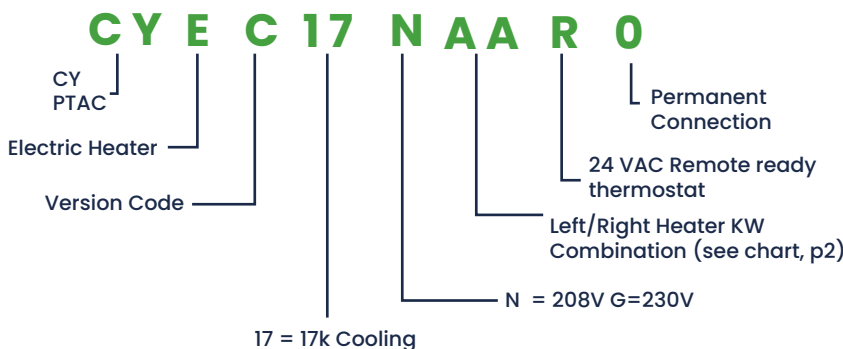 C Y E C 17 N A A R 0
CY
PTAC
Permanent
Connection
Electric Heater
24 VAC Remote ready
thermostat
Version Code
Left/Right Heater KW
Combination (see chart, p2)
N = 208V G=230V
17 = 17k Cooling